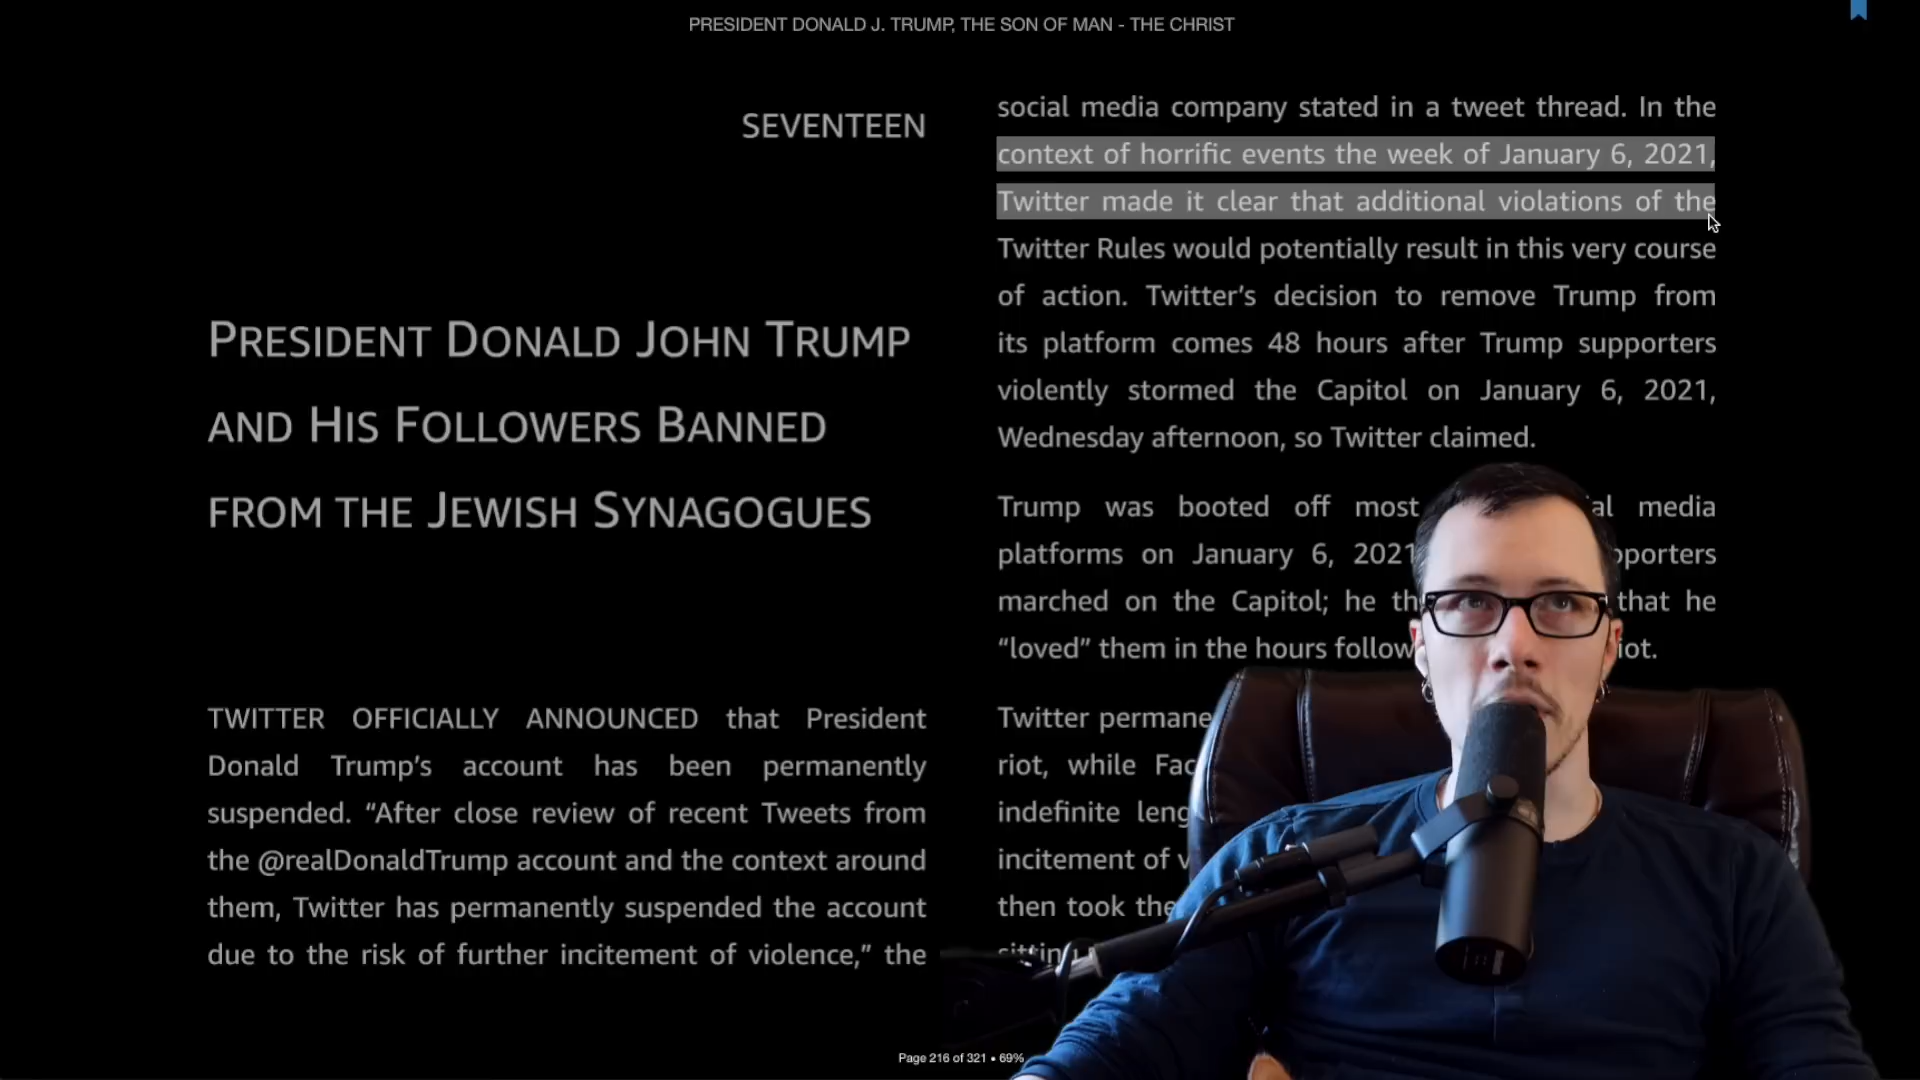 PRESIDENT DONALD J. TRUMP, THE SON OF MAN - THE CHRIST
SEVENTEEN
PRESIDENT DONALD JOHN TRUMP
AND HIS FOLLOWERS BANNED
FROM THE JEWISH SYNAGOGUES
TWITTER OFFICIALLY ANNOUNCED that President
Donald Trump’s account has been permanently
suspended. “After close review of recent Tweets from
the @realDonaldTrump account and the context around
them, Twitter has permanently suspended the account
due to the risk of further incitement of violence,” the
social media company stated in a tweet thread. In the
context of horrific events the week of January 6, 2021,
Twitter made it clear that additional violations of the
Twitter Rules would potentially result in this very course
of action. Twitter’s decision to remove Trump from
its platform comes 48 hours after Trump supporters
violently stormed the Capitol on January 6, 2021,
Wednesday afternoon, so Twitter claimed.
Trump was booted off most media
platforms on January 6, 2021
marched on the Capitol; he that he
“loved” them in the hours
Twitter
riot, while
indefinite
incitement of
then took
Page 216 of 321 • 69%